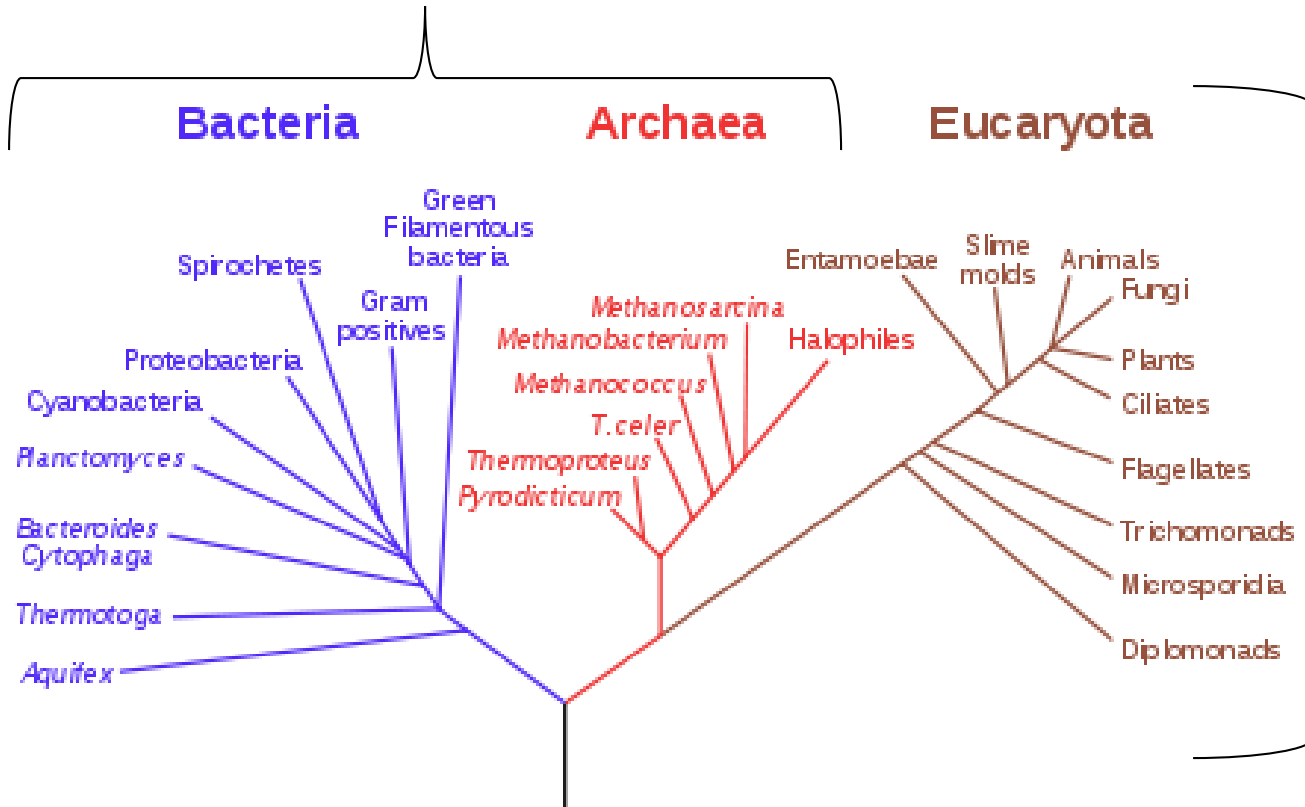 Bacteria
Archaea
Eucaryota
Green
Filamentous
bacteria
Spirochetes
Gram
positives
Proteobacteria
Cyanobacteria
Planctomyces
Bacteroides
Cytophaga
Thermotoga
Aquifex
Methanosarcina
Methanobacterium
Halophiles
Methanococcus
T.celer
Thermoproteus
Pyrodicticum
Entamoebae
Slime
molds
Animals
Fungi
Plants
Ciliates
Flagellates
Trichomonads
Microsporidia
Diplomonads